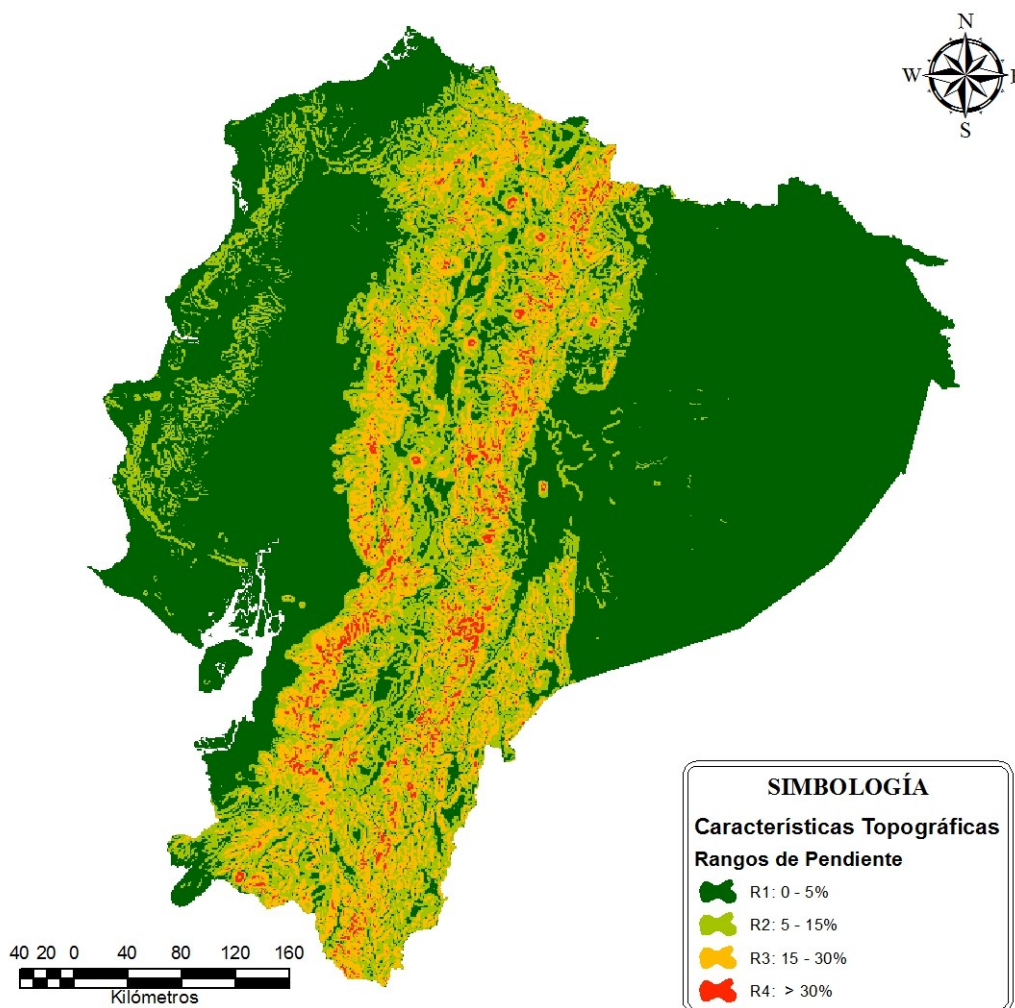 N
W
S
SIMBOLOGÍA
Características Topográficas
Rangos de Pendiente
R1: 0 - 5%
R2: 5 - 15%
R3: 15 - 30%
R4: > 30%
40 20 0 40 80 120 160
Kilómetros